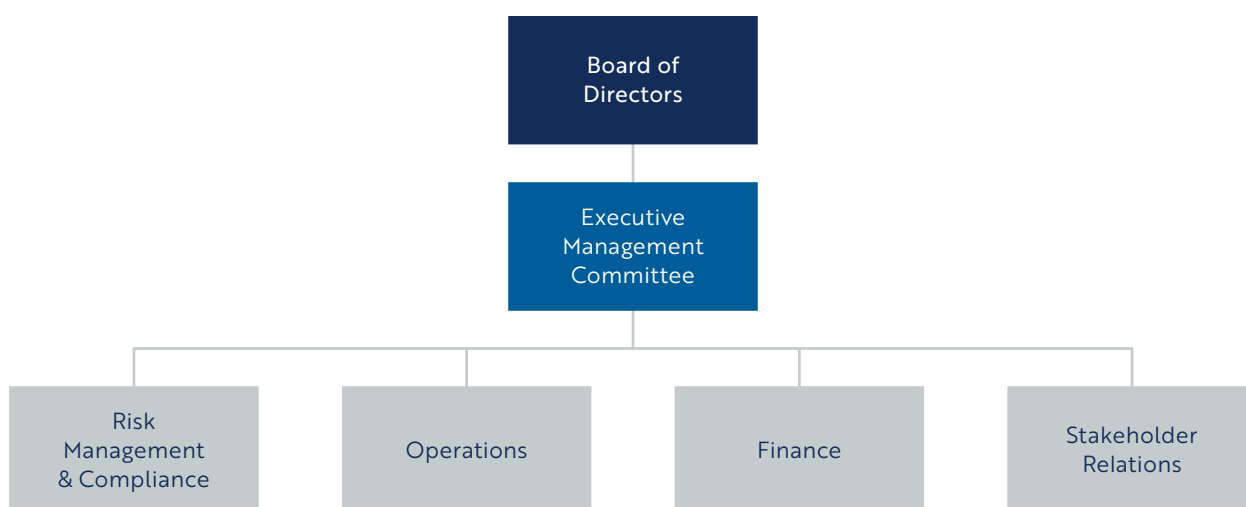 Board of
Directors
Executive
Management
Committee
Risk
Management
& Compliance
Operations
Finance
Stakeholder
Relations